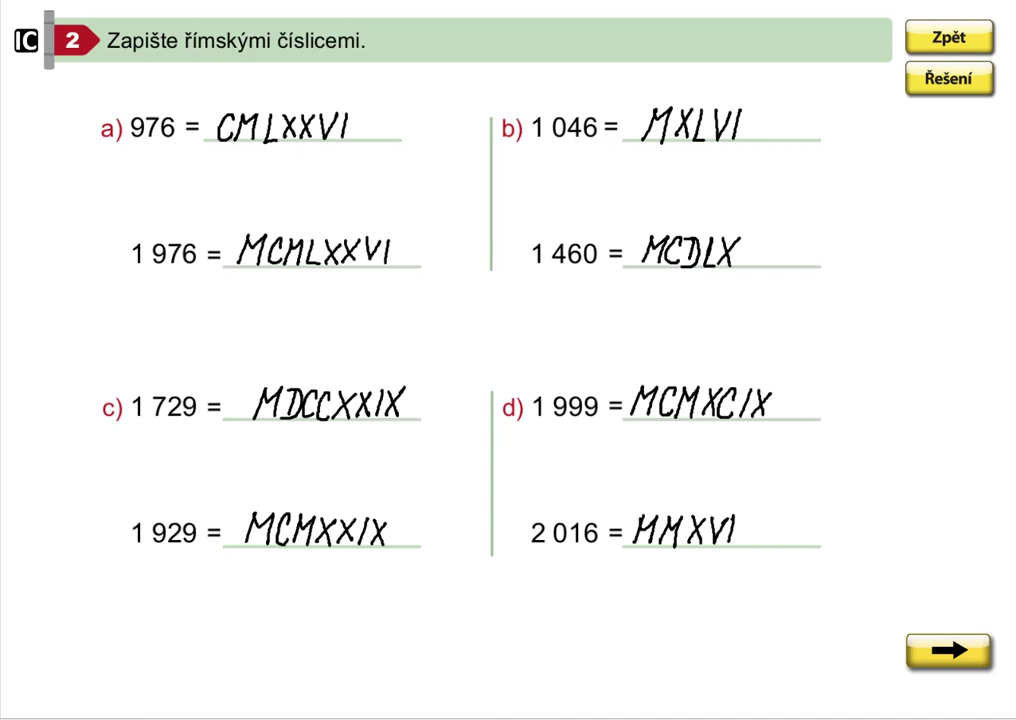 IC 2 Zapište římskými číslicemi.
Zpět
Řešení
a) 976 = CMLXXVI
b) 1 046 = MXLVI
1 976 = MCMLXXVI
1 460 = MCDLX
c) 1 729 = MDCCXXIX
d) 1 999 = MCMXCIX
1 929 = MCMXXIX
2 016 = MMXVI